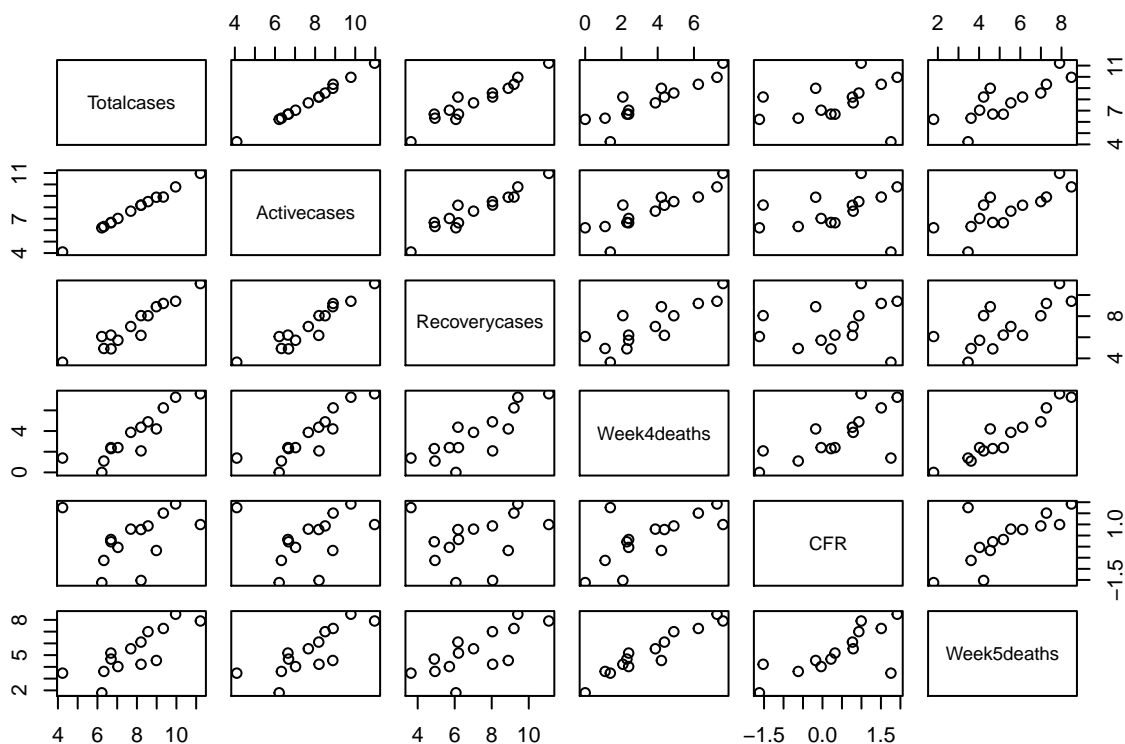 4 6 8 10
0 2 4 6
2 4 6 8
Totalcases
4 7 11
4 7 11
Activecases
Recoverycases
4 8
0 4
Week4deaths
CFR
−1.5 1.0
2 5 8
Week5deaths
4 6 8 10
4 6 8 10
−1.5 0.0 1.5